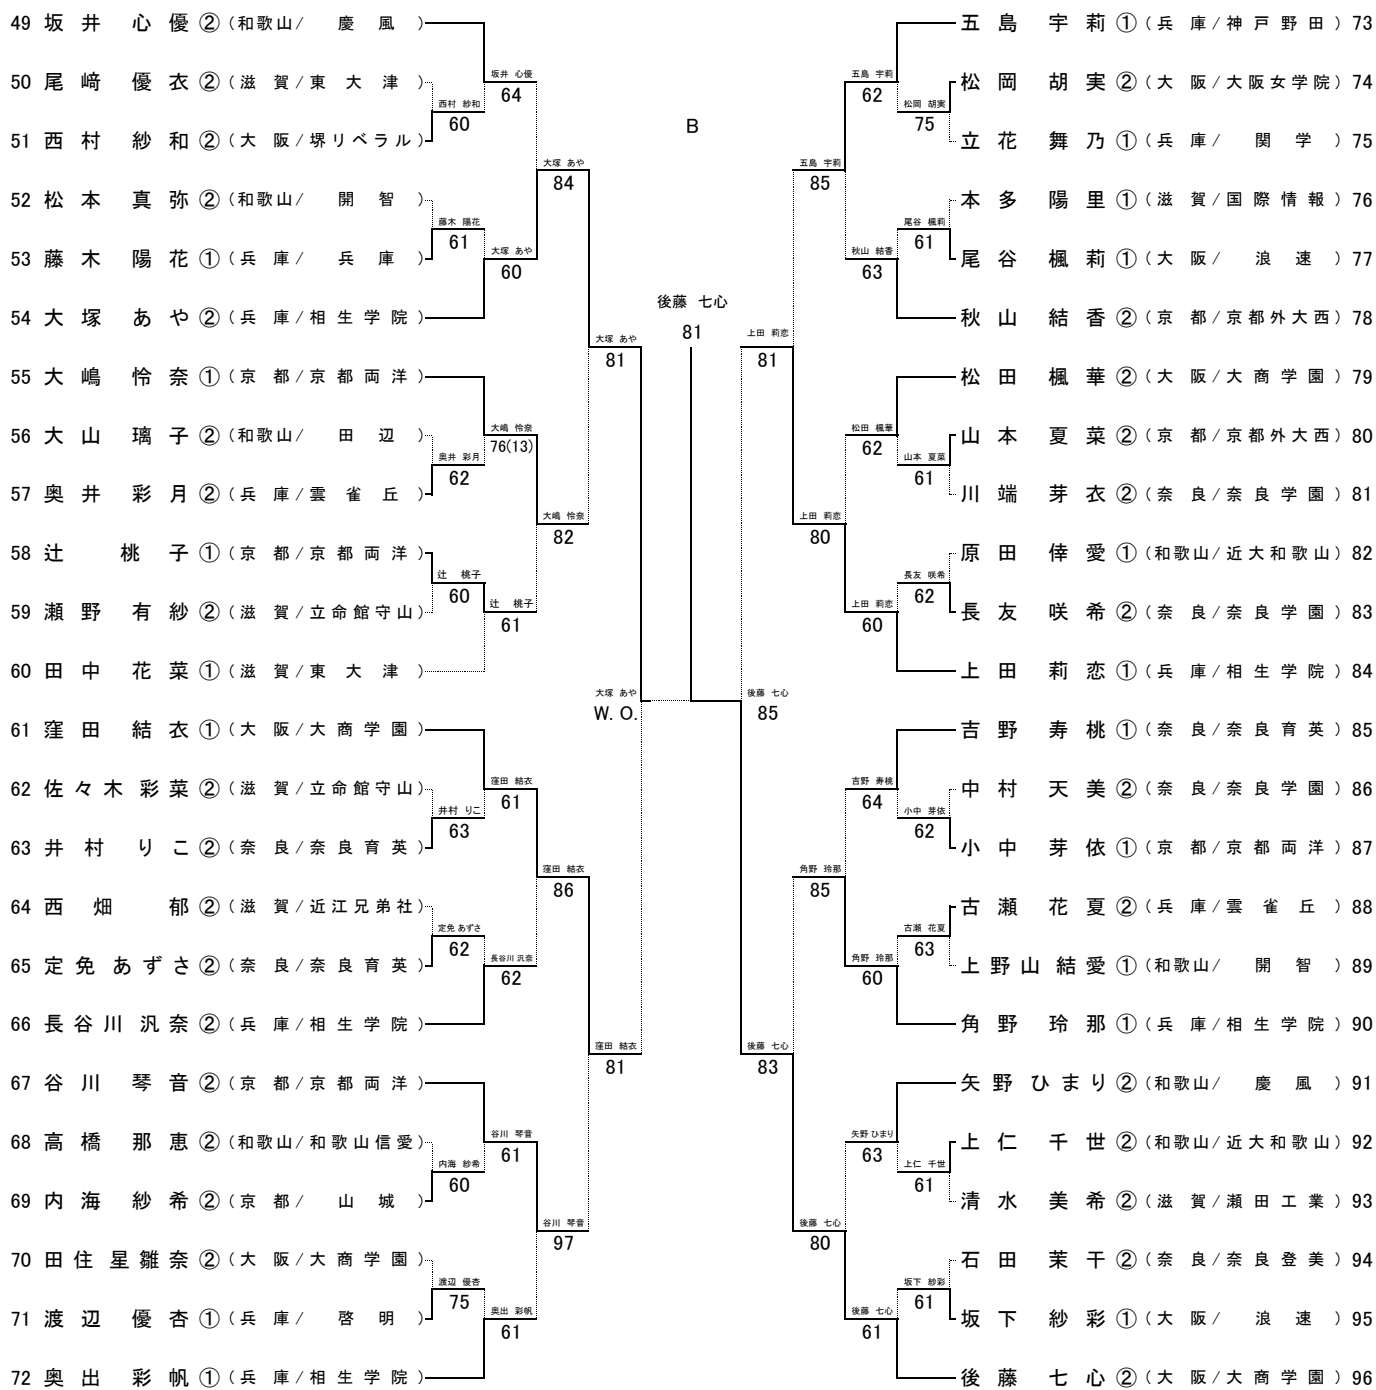 B
後藤 七心
81
49 坂井 心優 ② (和歌山/慶風)
50 尾﨑 優衣 ② (滋賀/東大津)
51 西村 紗和 ② (大阪/堺リベラル)
52 松本 真弥 ② (和歌山/開智)
53 藤木 陽花 ① (兵庫/兵庫)
54 大塚 あや ② (兵庫/相生学院)
55 大嶋 怜奈 ① (京都/京都両洋)
56 大山 璃子 ② (和歌山/田辺)
57 奥井 彩月 ② (兵庫/雲雀丘)
58 辻 桃子 ① (京都/京都両洋)
59 瀬野 有紗 ② (滋賀/立命館守山)
60 田中 花菜 ① (滋賀/東大津)
61 窪田 結衣 ① (大阪/大商学園)
62 佐々木 彩菜 ② (滋賀/立命館守山)
63 井村 りこ ② (奈良/奈良育英)
64 西畑 郁 ② (滋賀/近江兄弟社)
65 定免 あずさ ② (奈良/奈良育英)
66 長谷川 汎奈 ② (兵庫/相生学院)
67 谷川 琴音 ② (京都/京都両洋)
68 高橋 那恵 ② (和歌山/和歌山信愛)
69 内海 紗希 ② (京都/山城)
70 田住 星雛奈 ② (大阪/大商学園)
71 渡辺 優杏 ① (兵庫/啓明)
72 奥出 彩帆 ① (兵庫/相生学院)
西村 紗和
60
藤木 陽花
61
奥井 彩月
62
辻 桃子
60
井村 りこ
63
定免 あずさ
62
内海 紗希
60
渡辺 優杏
75
坂井 心優
64
大塚 あや
60
大嶋 怜奈
76(13)
辻 桃子
61
窪田 結衣
61
長谷川 汎奈
62
谷川 琴音
61
奥出 彩帆
61
大塚 あや
84
大嶋 怜奈
82
窪田 結衣
86
谷川 琴音
97
大塚 あや
81
窪田 結衣
81
大塚 あや
W. O.
後藤 七心
85
上田 莉恋
81
後藤 七心
83
五島 宇莉
85
上田 莉恋
80
角野 玲那
85
後藤 七心
80
五島 宇莉
62
秋山 結香
63
松田 楓華
62
上田 莉恋
60
吉野 寿桃
64
角野 玲那
60
矢野 ひまり
63
後藤 七心
61
松岡 胡実
75
尾谷 楓莉
61
山本 夏菜
61
長友 咲希
62
小中 芽依
62
古瀬 花夏
63
上仁 千世
61
坂下 紗彩
61
五島 宇莉 ① (兵庫/神戸野田) 73
松岡 胡実 ② (大阪/大阪女学院) 74
立花 舞乃 ① (兵庫/関学) 75
本多 陽里 ① (滋賀/国際情報) 76
尾谷 楓莉 ① (大阪/浪速) 77
秋山 結香 ② (京都/京都外大西) 78
松田 楓華 ② (大阪/大商学園) 79
山本 夏菜 ② (京都/京都外大西) 80
川端 芽衣 ② (奈良/奈良学園) 81
原田 倖愛 ① (和歌山/近大和歌山) 82
長友 咲希 ② (奈良/奈良学園) 83
上田 莉恋 ① (兵庫/相生学院) 84
吉野 寿桃 ① (奈良/奈良育英) 85
中村 天美 ② (奈良/奈良学園) 86
小中 芽依 ① (京都/京都両洋) 87
古瀬 花夏 ② (兵庫/雲雀丘) 88
上野山 結愛 ① (和歌山/開智) 89
角野 玲那 ① (兵庫/相生学院) 90
矢野 ひまり ② (和歌山/慶風) 91
上仁 千世 ② (和歌山/近大和歌山) 92
清水 美希 ② (滋賀/瀬田工業) 93
石田 茉千 ② (奈良/奈良登美) 94
坂下 紗彩 ① (大阪/浪速) 95
後藤 七心 ② (大阪/大商学園) 96